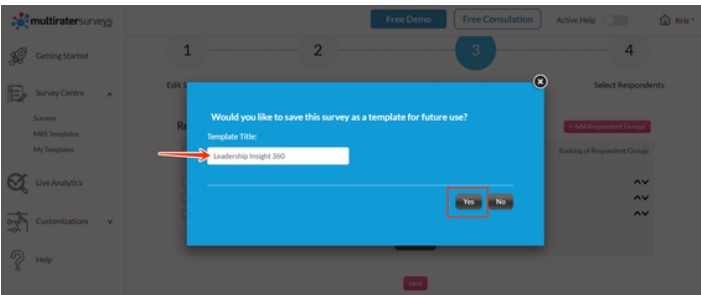 multiratersurveys
Free Demo
Free Consulation
Active Help
Kris
Getting Started
1
2
3
4
Edit S
Select Respondents
Survey Centre
Would you like to save this survey as a template for future use?
Surveys
Re
+ Add Respondent Groups
MRS Templates
Template Title:
My Templates
Leadership Insight 360
Ranking of Respondent Groups
Live Analytics
Yes
No
Customizations
Help
save